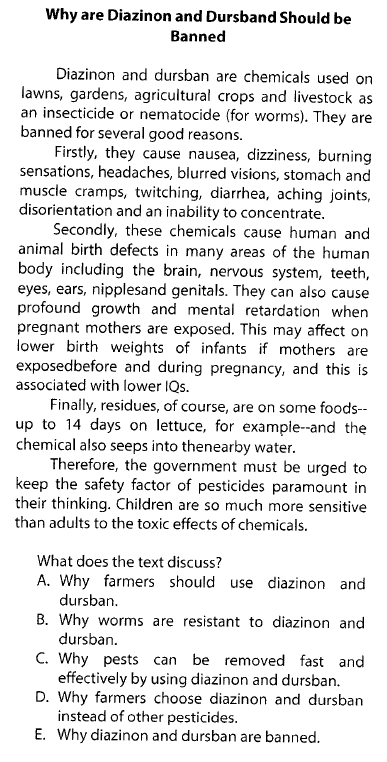 Why are Diazinon and Dursband Should be
Banned
Diazinon and dursban are chemicals used on
lawns, gardens, agricultural crops and livestock as
an insecticide or nematocide (for worms). They are
banned for several good reasons.
Firstly, they cause nausea, dizziness, burning
sensations, headaches, blurred visions, stomach and
muscle cramps, twitching, diarrhea, aching joints,
disorientation and an inability to concentrate.
Secondly, these chemicals cause human and
animal birth defects in many areas of the human
body including the brain, nervous system, teeth,
eyes, ears, nipplesand genitals. They can also cause
profound growth and mental retardation when
pregnant mothers are exposed. This may affect on
lower birth weights of infants if mothers are
exposedbefore and during pregnancy, and this is
associated with lower IQs.
Finally, residues, of course, are on some foods--
up to 14 days on lettuce, for example--and the
chemical also seeps into thenearby water.
Therefore, the government must be urged to
keep the safety factor of pesticides paramount in
their thinking. Children are so much more sensitive
than adults to the toxic effects of chemicals.
What does the text discuss?
A. Why farmers should use diazinon and
dursban.
B. Why worms are resistant to diazinon and
dursban.
C. Why pests can be removed fast and
effectively by using diazinon and dursban.
D. Why farmers choose diazinon and dursban
instead of other pesticides.
E. Why diazinon and dursban are banned.